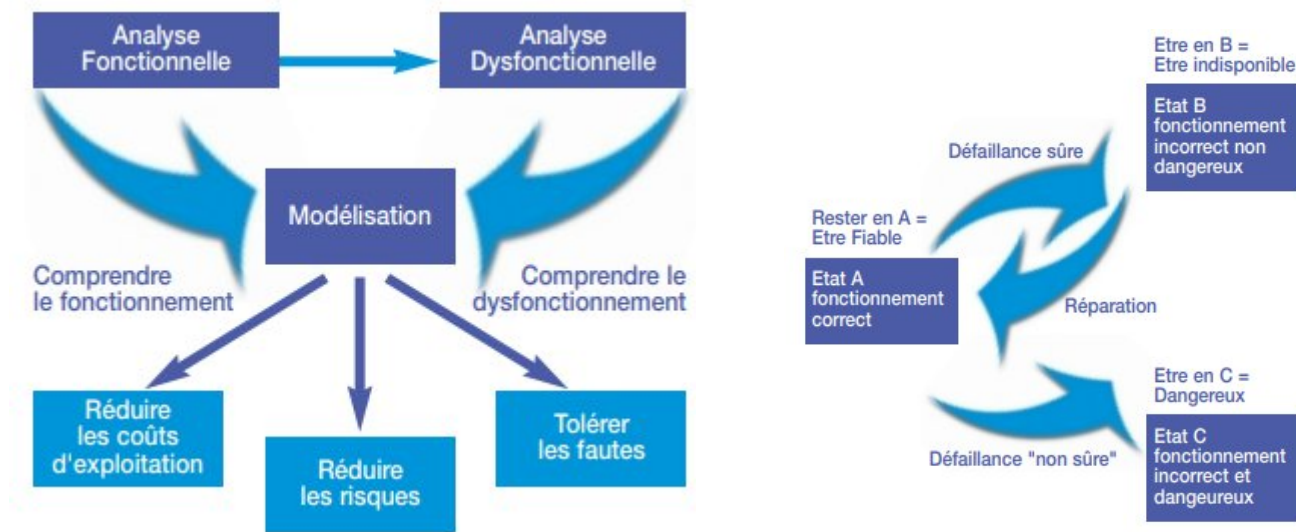 Analyse
Fonctionnelle
Analyse
Dysfonctionnelle
Modélisation
Comprendre
le fonctionnement
Comprendre le
dysfonctionnement
Réduire
les coûts
d'exploitation
Réduire
les risques
Tolérer
les fautes
Etre en B =
Etre indisponible
Etat B
fonctionnement
incorrect non
dangereux
Défaillance sûre
Rester en A =
Etre Fiable
Etat A
fonctionnement
correct
Réparation
Etre en C =
Dangereux
Etat C
fonctionnement
incorrect et
dangeureux
Défaillance "non sûre"